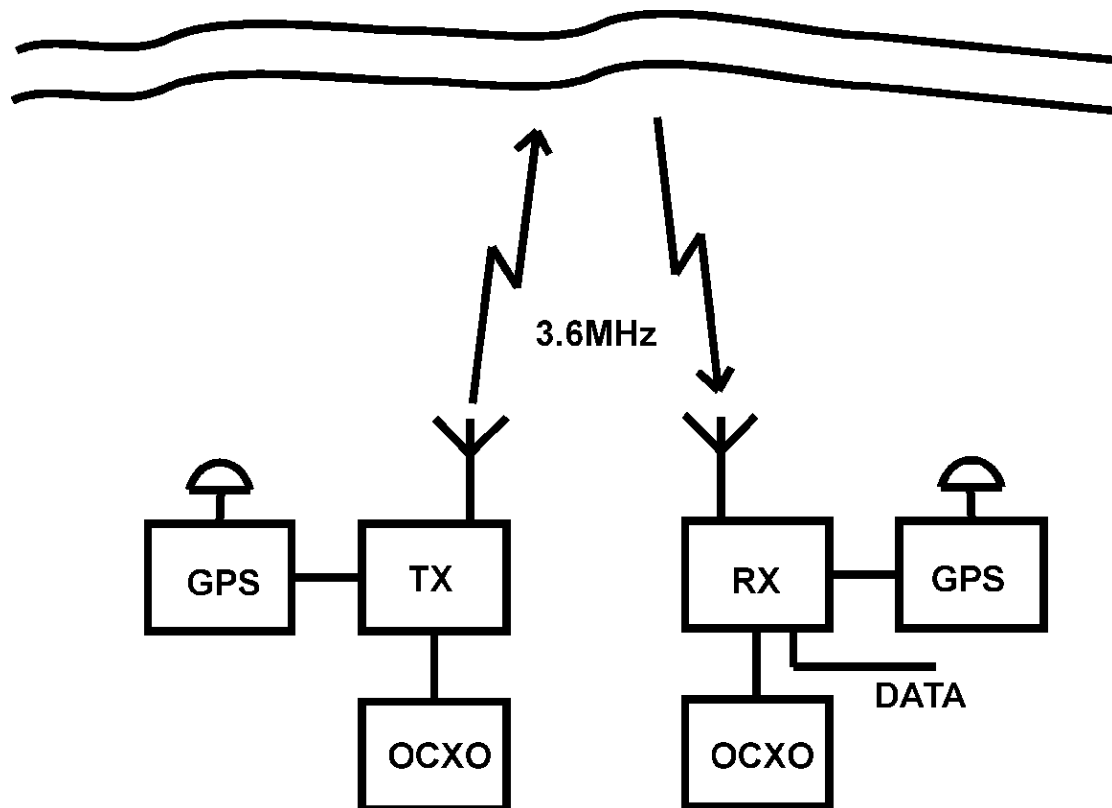 3.6MHz
GPS
TX
RX
GPS
DATA
OCXO
OCXO